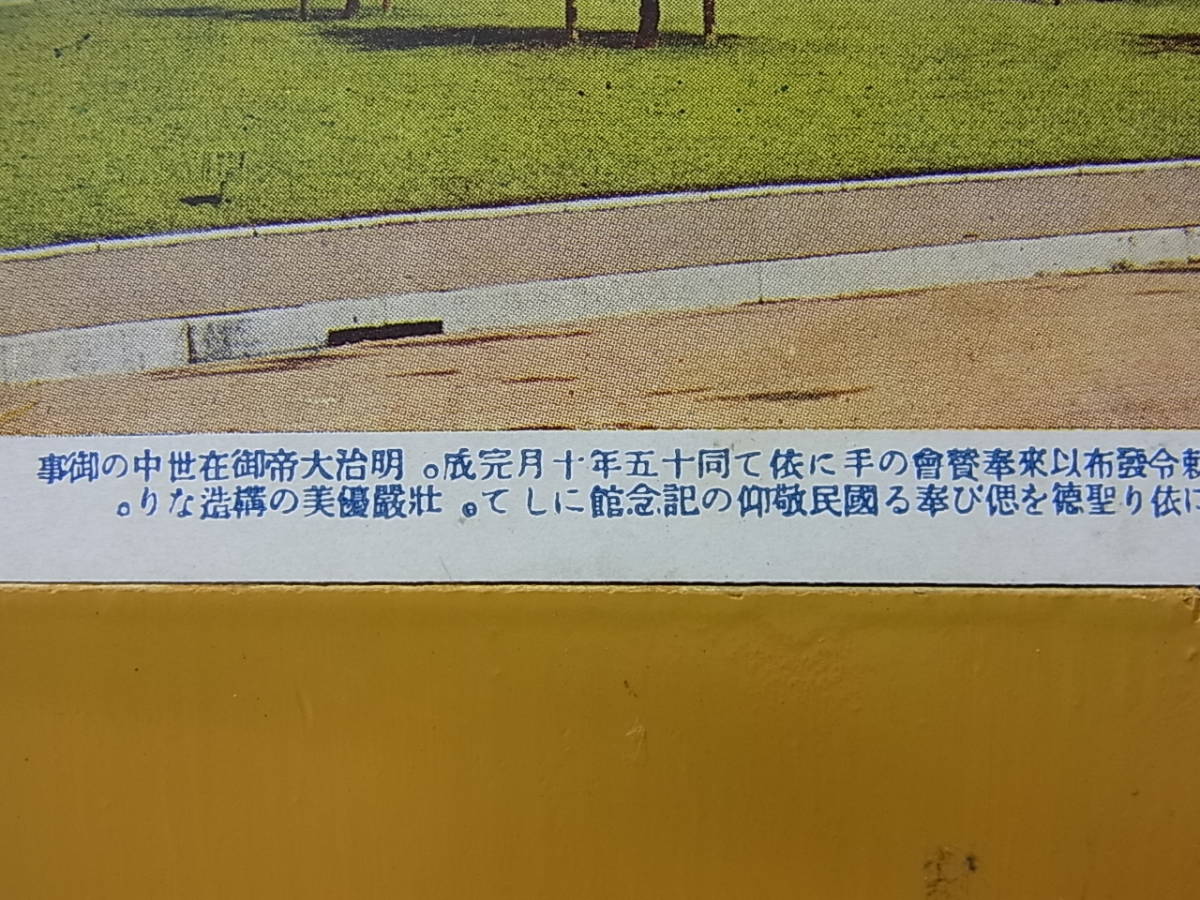 令發布以來奉賛會の手に依て同十五年十月完成。明治大帝御在世中の御事
に依り聖德を偲び奉る國民敬仰の記念館にして。壯嚴優美の構造なり。